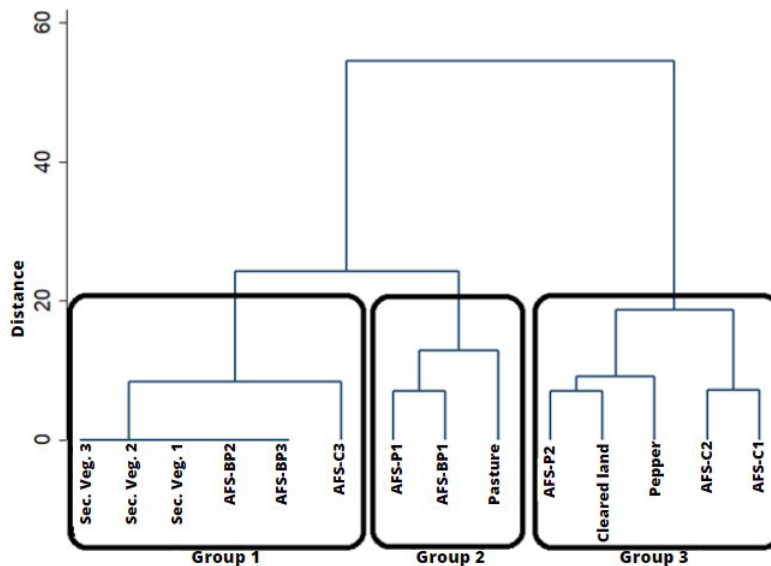 60
40
20
0
Distance
Sec. Veg. 3
Sec. Veg. 2
Sec. Veg. 1
AFS-BP2
AFS-BP3
AFS-C3
AFS-P1
AFS-BP1
Pasture
AFS-P2
Cleared land
Pepper
AFS-C2
AFS-C1
Group 1
Group 2
Group 3